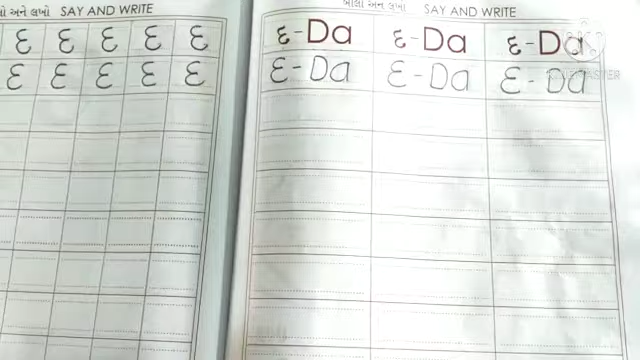 લો અને લખો SAY AND WRITE
દ દ દ દ દ
દ દ દ દ દ
બોલો અને લખો SAY AND WRITE
દ-Da દ-Da દ-Da
દ-Da દ-Da દ-Da